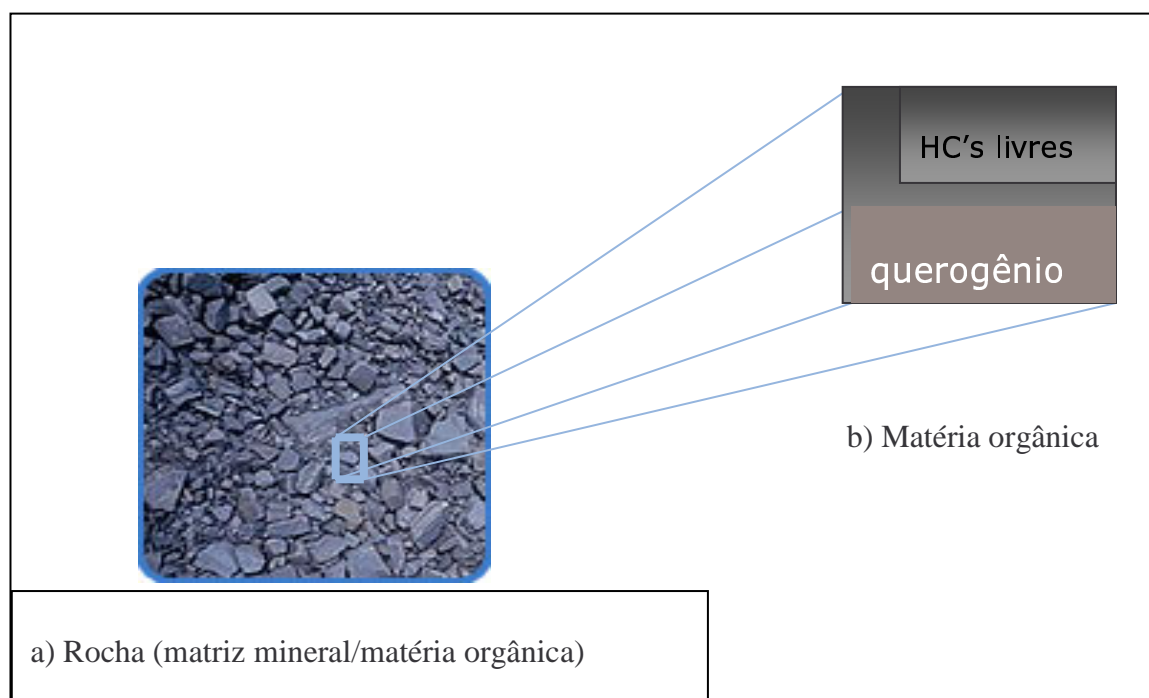 HC's livres
querogênio
b) Matéria orgânica
a) Rocha (matriz mineral/matéria orgânica)